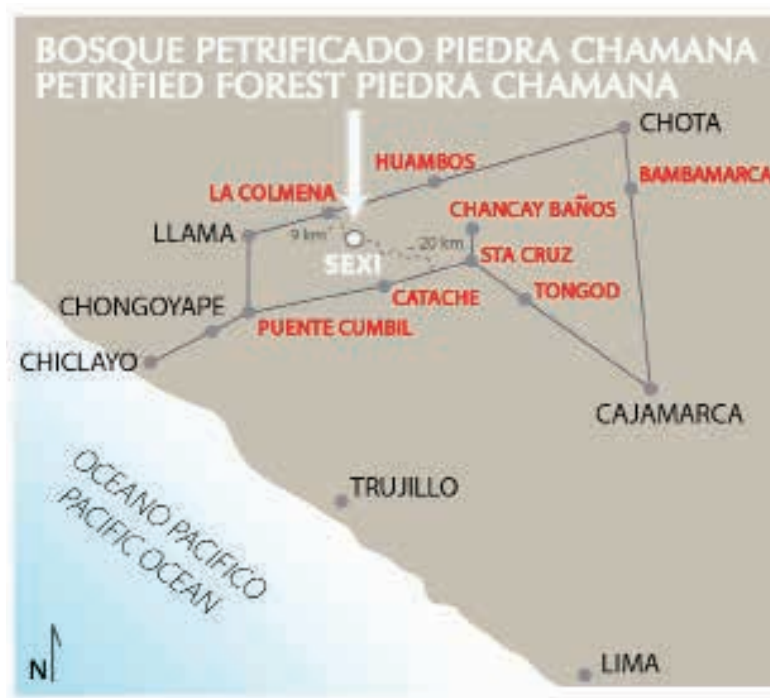 BOSQUE PETRIFICADO PIEDRA CHAMANA
PETRIFIED FOREST PIEDRA CHAMANA
CHOTA
HUAMBOS
BAMBAMARCA
LA COLMENA
CHANCAY BAÑOS
LLAMA
9 km
20 km
SEXI
STA CRUZ
CATACHE
TONGOD
CHONGOYAPE
PUENTE CUMBIL
CHICLAYO
CAJAMARCA
OCEANO PACIFICO
PACIFIC OCEAN
TRUJILLO
LIMA
N